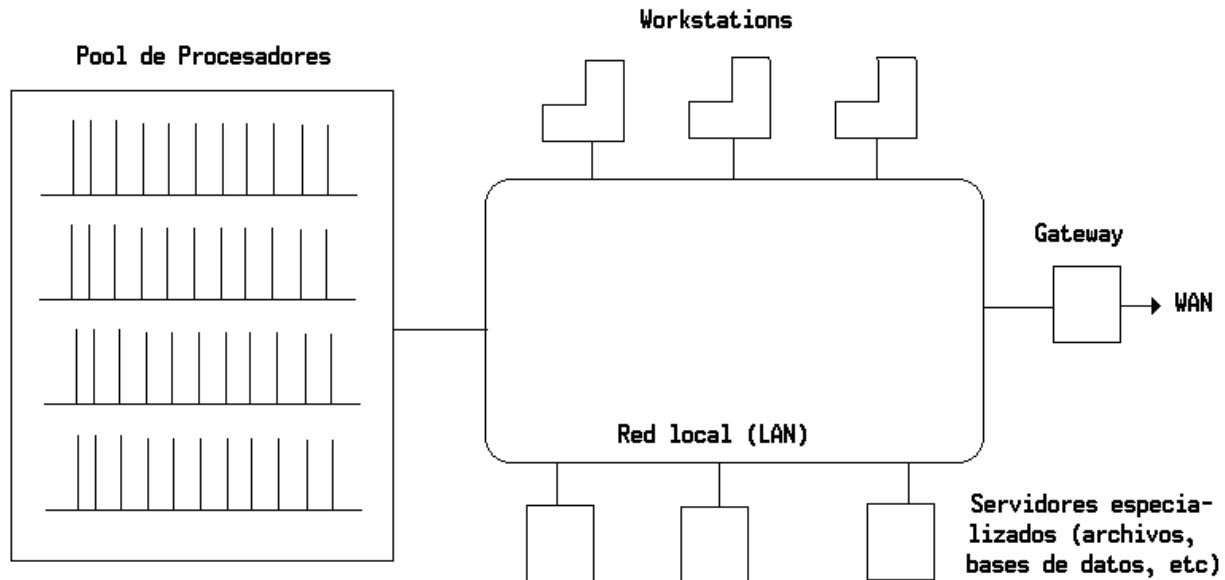 Workstations
Pool de Procesadores
Gateway
WAN
Red local (LAN)
Servidores especia-
lizados (archivos,
bases de datos, etc)